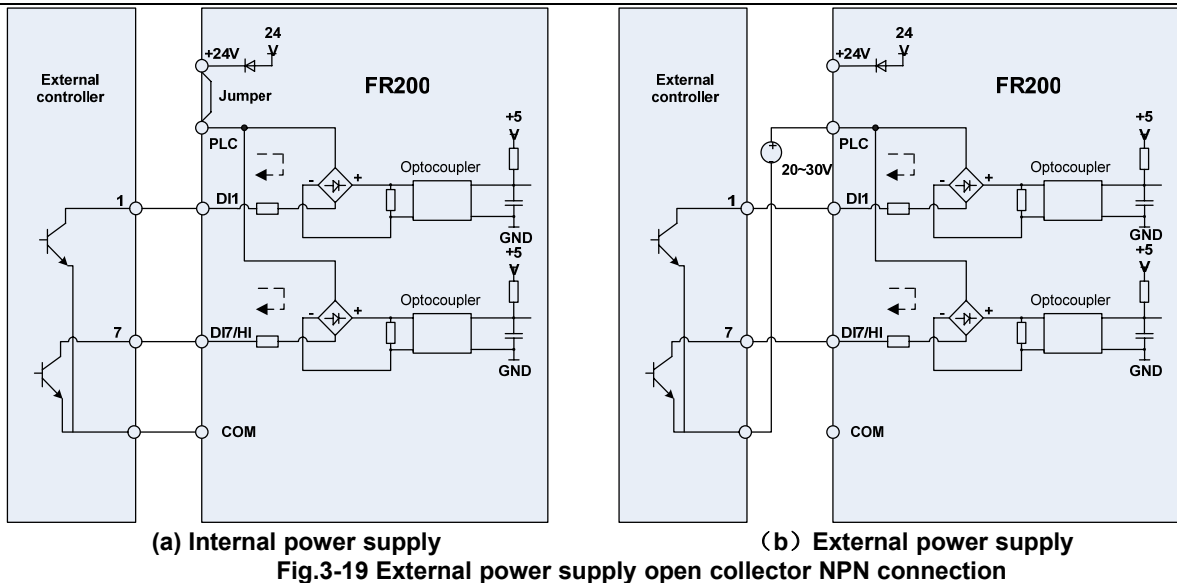 24
V
+24V
External
controller
Jumper
FR200
PLC
+5
V
Optocoupler
-
+
1
DI1
GND
+5
V
Optocoupler
-
+
7
DI7/HI
GND
COM
24
V
+24V
External
controller
FR200
PLC
+
20~30V
+5
V
Optocoupler
-
+
1
DI1
GND
+5
V
Optocoupler
-
+
7
DI7/HI
GND
COM
(a) Internal power supply
（b）External power supply
Fig.3-19 External power supply open collector NPN connection